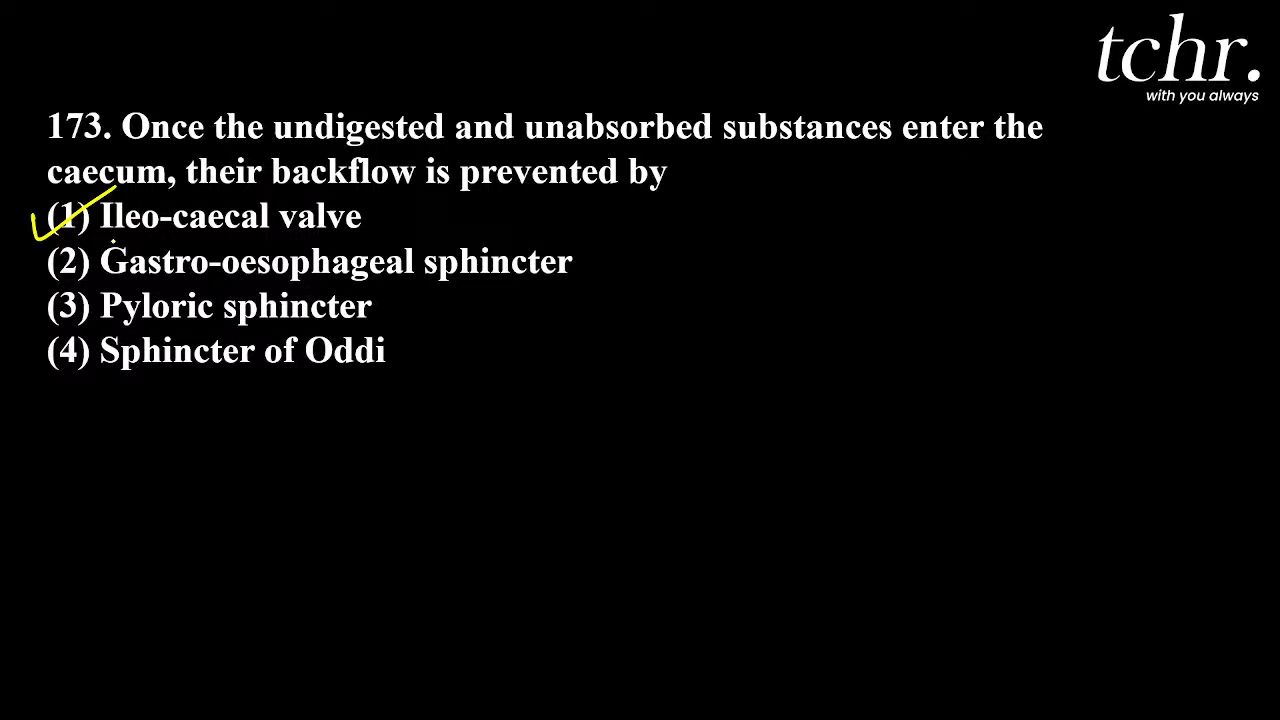 tchr.
with you always
173. Once the undigested and unabsorbed substances enter the
caecum, their backflow is prevented by
(1) Ileo-caecal valve
(2) Gastro-oesophageal sphincter
(3) Pyloric sphincter
(4) Sphincter of Oddi